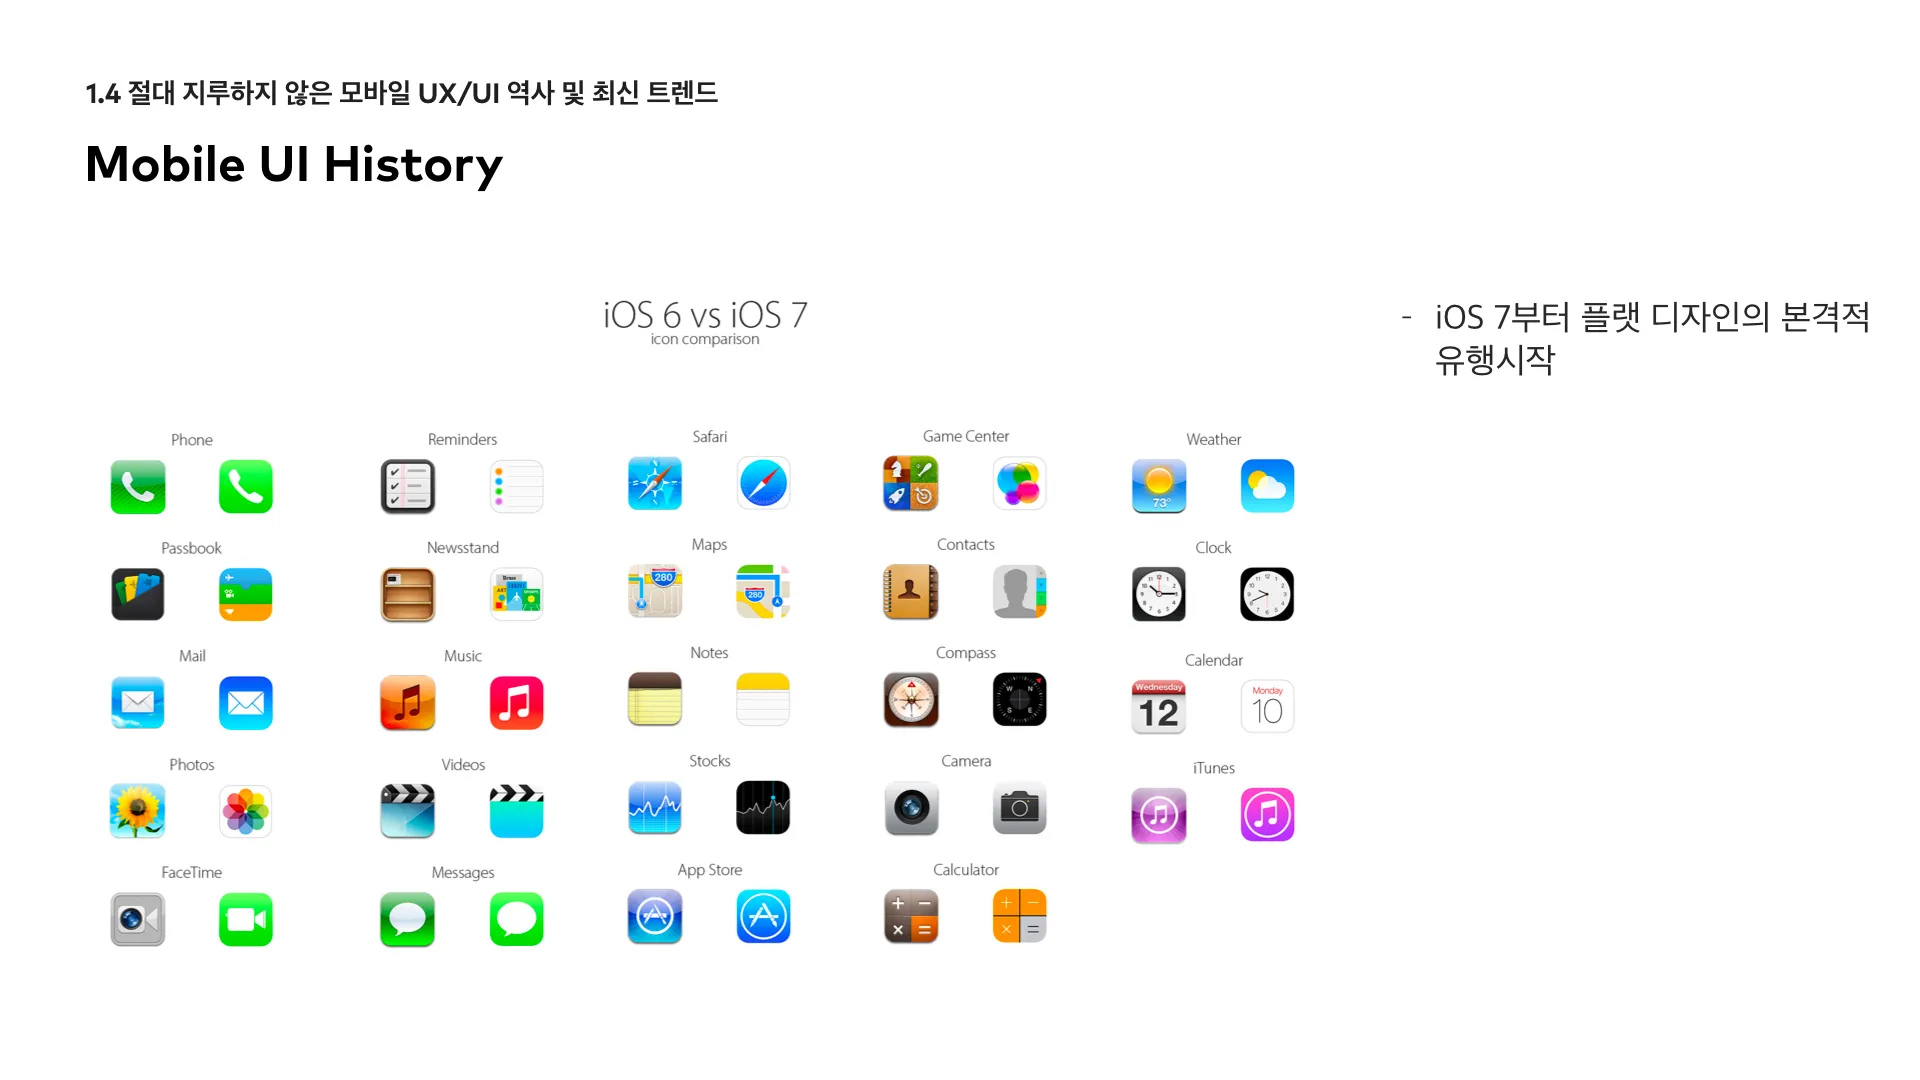 1.4 절대 지루하지 않은 모바일 UX/UI 역사 및 최신 트렌드
Mobile UI History
iOS 6 vs iOS 7
icon comparison
- iOS 7부터 플랫 디자인의 본격적
유행시작
Phone
Reminders
Safari
Game Center
Weather
73°
Passbook
Newsstand
Maps
Contacts
Clock
280
280
Mail
Music
Notes
Compass
Calendar
W N
S E
Wednesday
12
Monday
10
Photos
Videos
Stocks
Camera
iTunes
FaceTime
Messages
App Store
Calculator
+ −
× =
+ −
× =